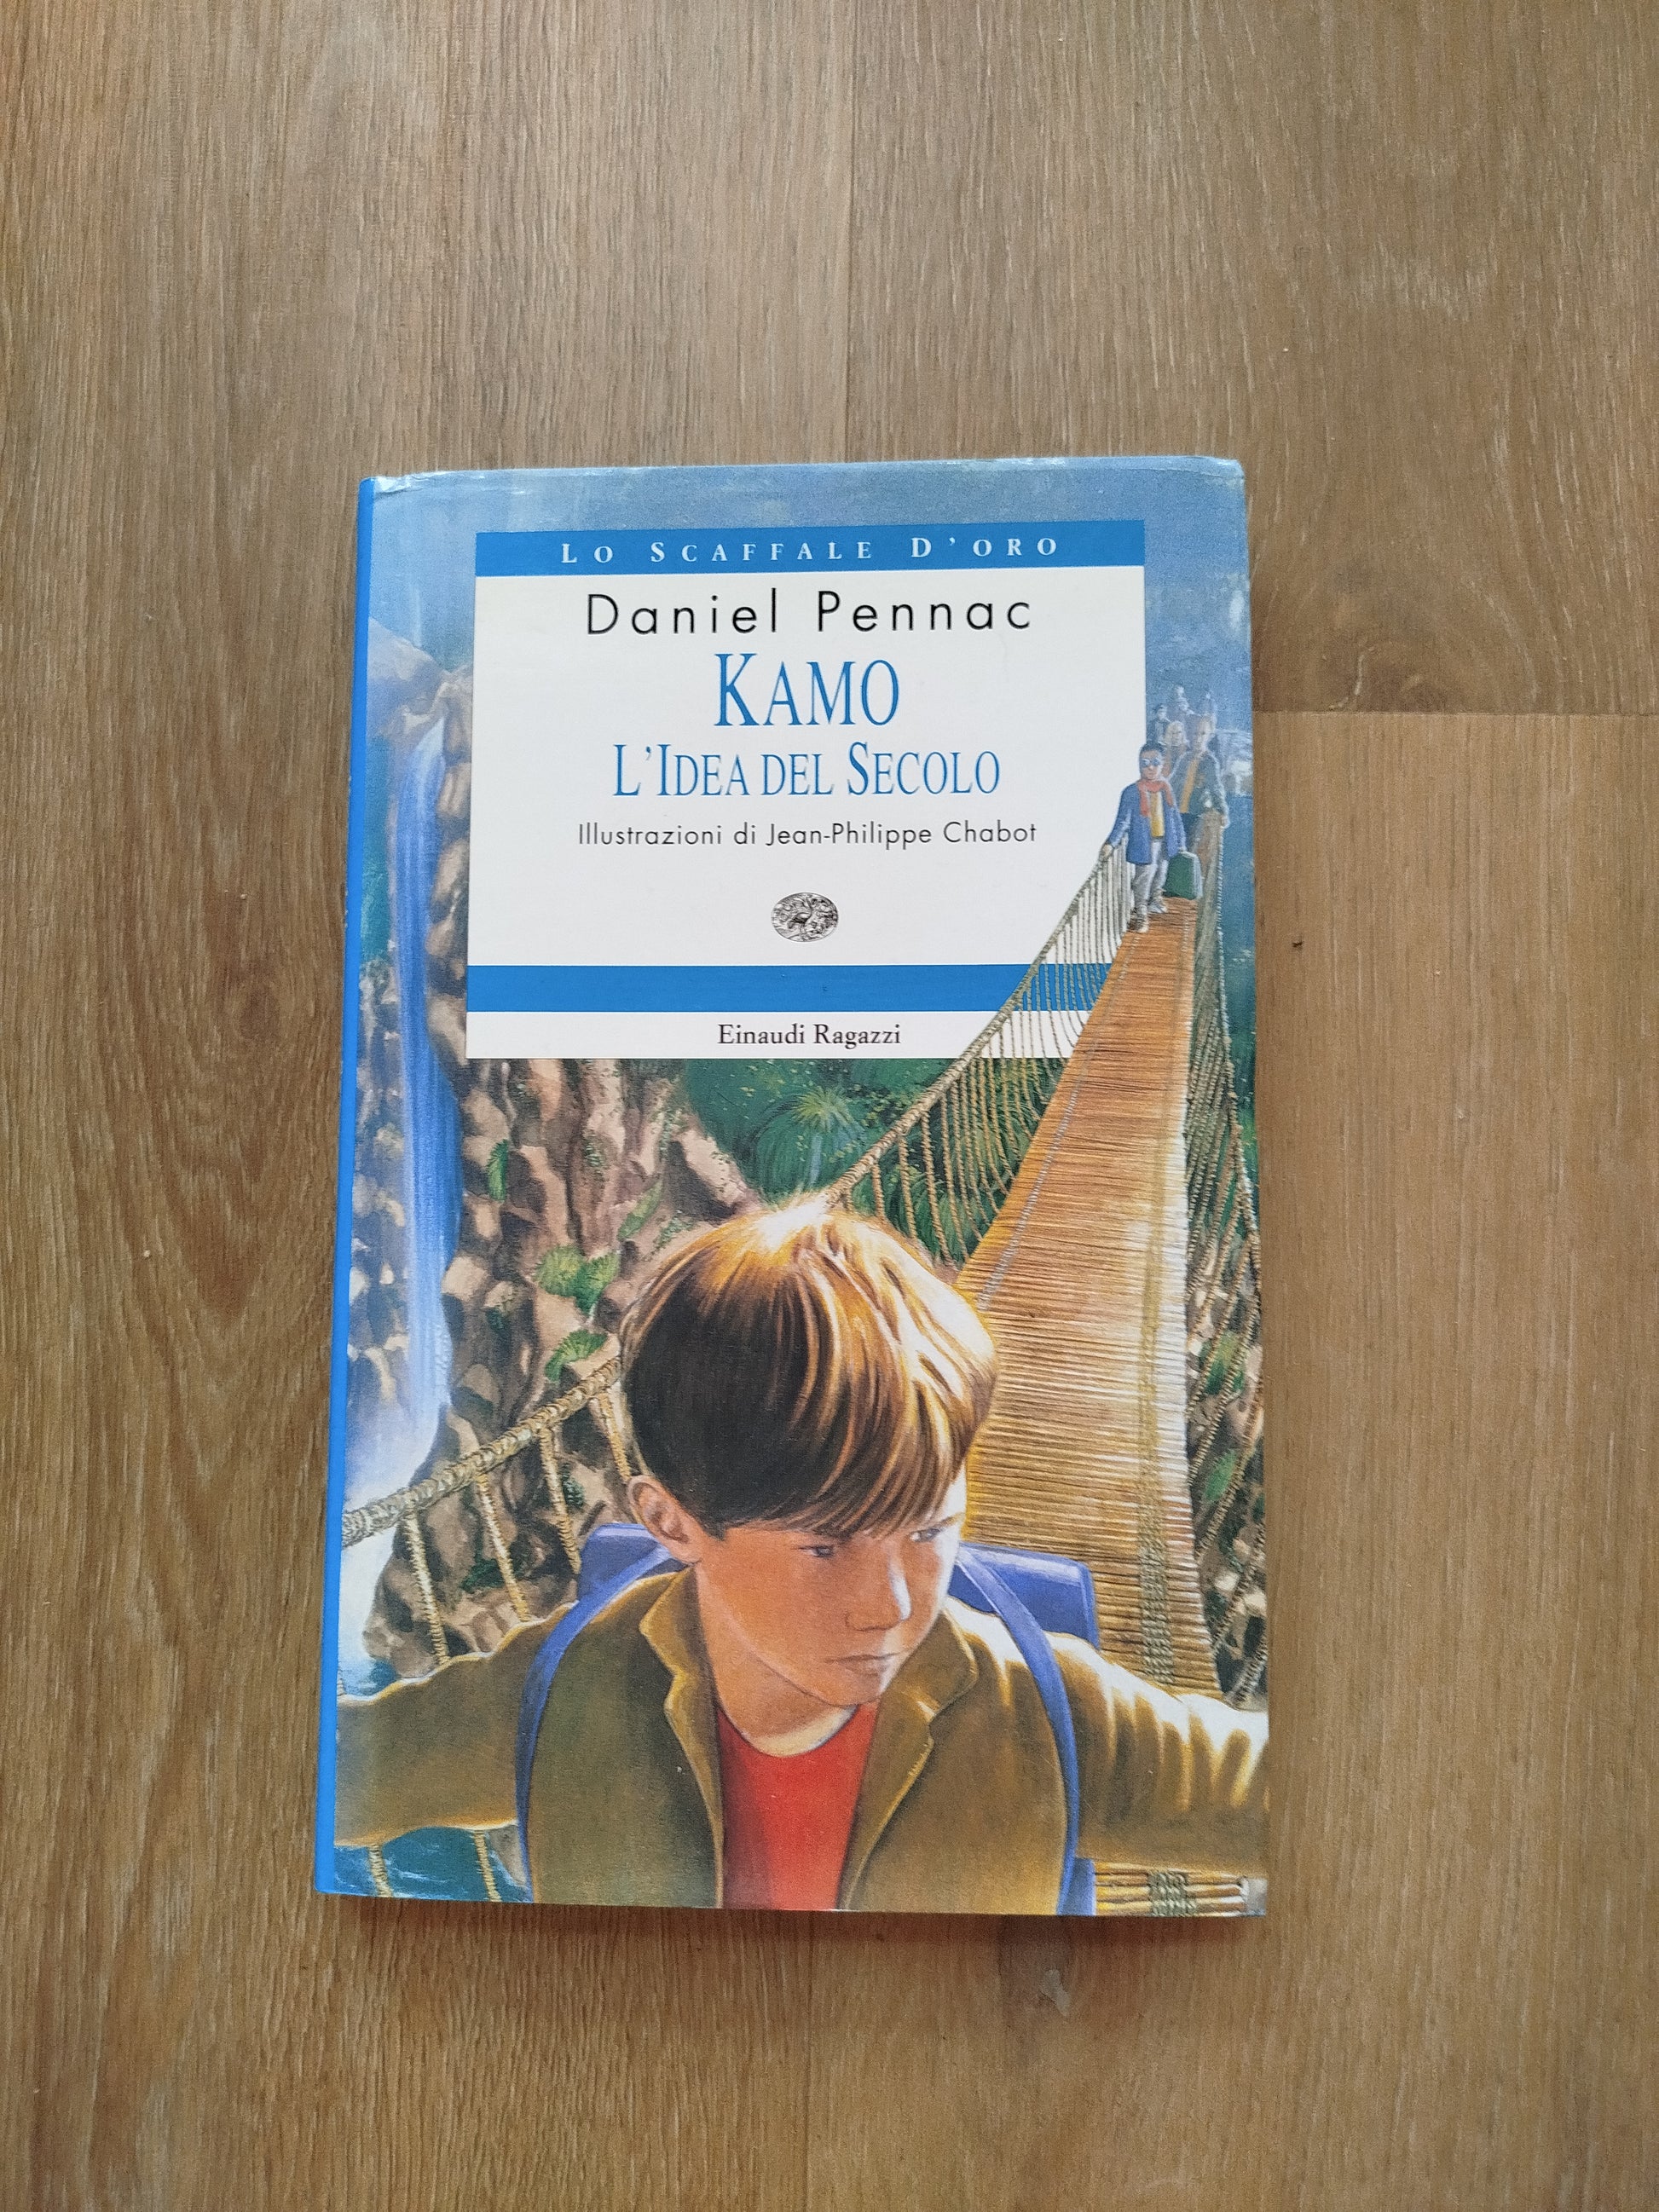 LO SCAFFALE D'ORO
Daniel Pennac
KAMO
L'IDEA DEL SECOLO
Illustrazioni di Jean-Philippe Chabot
Einaudi Ragazzi